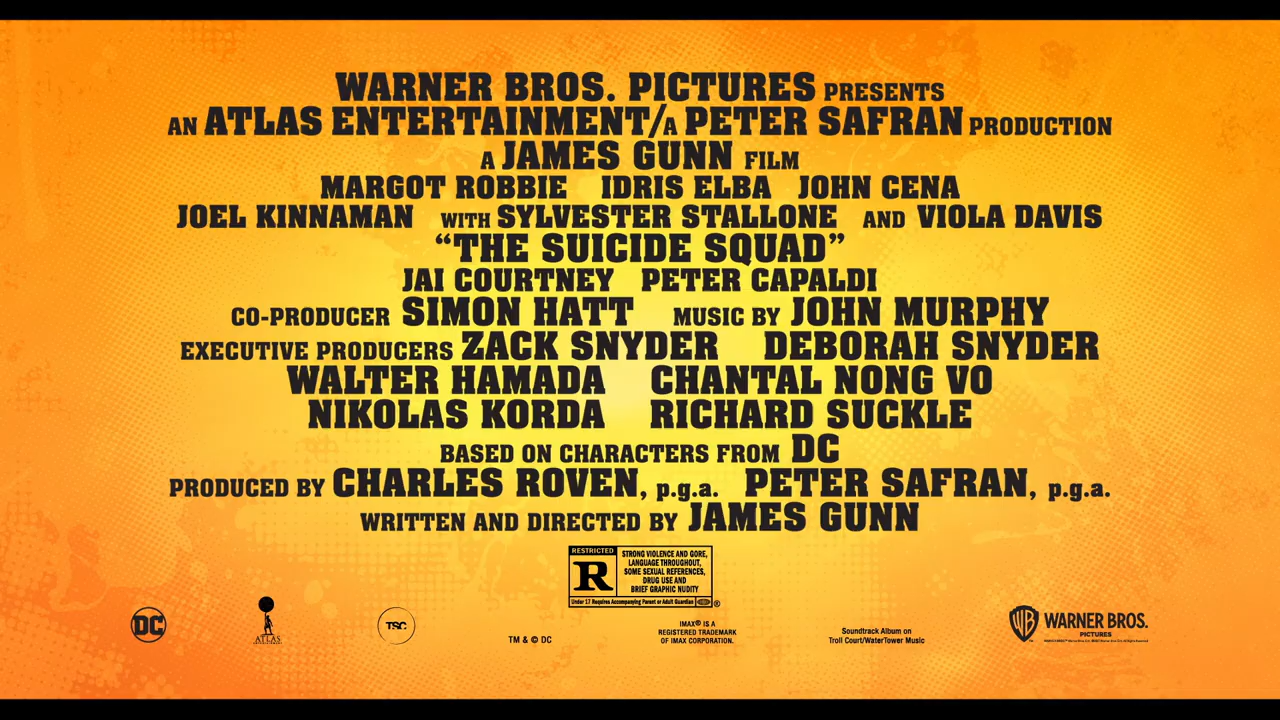 WARNER BROS. PICTURES PRESENTS
AN ATLAS ENTERTAINMENT/A PETER SAFRAN PRODUCTION
A JAMES GUNN FILM
MARGOT ROBBIE IDRIS ELBA JOHN CENA
JOEL KINNAMAN WITH SYLVESTER STALLONE AND VIOLA DAVIS
“THE SUICIDE SQUAD”
JAI COURTNEY PETER CAPALDI
CO-PRODUCER SIMON HATT MUSIC BY JOHN MURPHY
EXECUTIVE PRODUCERS ZACK SNYDER DEBORAH SNYDER
WALTER HAMADA CHANTAL NONG VO
NIKOLAS KORDA RICHARD SUCKLE
BASED ON CHARACTERS FROM DC
PRODUCED BY CHARLES ROVEN, p.g.a. PETER SAFRAN, p.g.a.
WRITTEN AND DIRECTED BY JAMES GUNN
RESTRICTED
R
STRONG VIOLENCE AND GORE,
LANGUAGE THROUGHOUT,
SOME SEXUAL REFERENCES,
DRUG USE AND
BRIEF GRAPHIC NUDITY
Under 17 Requires Accompanying Parent or Adult Guardian
®
DC
ATLAS
TSC
TM & © DC
IMAX® IS A
REGISTERED TRADEMARK
OF IMAX CORPORATION.
Soundtrack Album on
Troll Court/WaterTower Music
WB WARNER BROS.
PICTURES